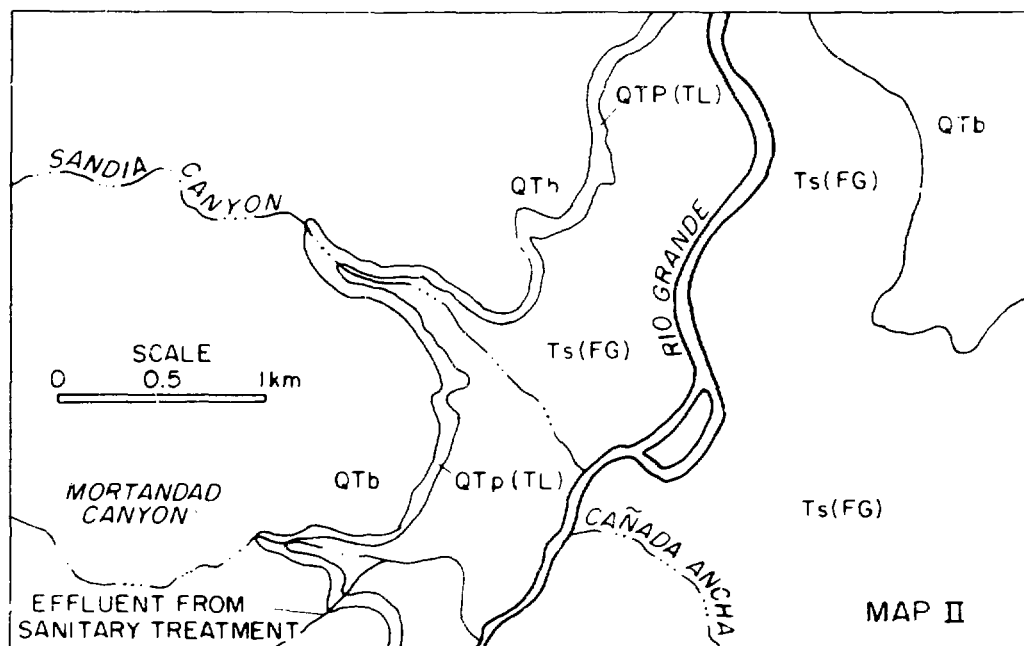 QTP (TL)
QTb
SANDIA CANYON
Ts(FG)
QTb
RIO GRANDE
SCALE
0 0.5 1km
Ts(FG)
QTb
QTp (TL)
MORTANDAD
CANYON
Ts(FG)
CAÑADA ANCHA
EFFLUENT FROM
SANITARY TREATMENT
MAP II